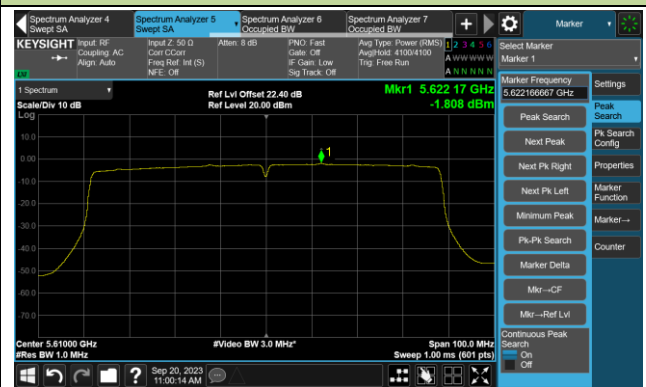 Spectrum Analyzer 4
Swept SA
Spectrum Analyzer 5
Swept SA
Spectrum Analyzer 6
Occupied BW
Spectrum Analyzer 7
Occupied BW
+
Marker
KEYSIGHT
Input: RF
Coupling: AC
Align: Auto
Input Z: 50 Ω
Corr CCorr
Freq Ref: Int (S)
NFE: Off
Atten: 8 dB
PNO: Fast
Gate: Off
IF Gain: Low
Sig Track: Off
Avg Type: Power (RMS)
Avg|Hold: 4100/4100
Trig: Free Run
1 2 3 4 5 6
A W W W W W
A N N N N N
Select Marker
Marker 1
1 Spectrum
Scale/Div 10 dB
Log
Ref Lvl Offset 22.40 dB
Ref Level 20.00 dBm
Mkr1 5.622 17 GHz
-1.808 dBm
Marker Frequency
5.622166667 GHz
Settings
Peak Search
Peak
Search
Next Peak
Pk Search
Config
Next Pk Right
Properties
Next Pk Left
Marker
Function
Minimum Peak
Marker→
Pk-Pk Search
Counter
Marker Delta
Mkr→CF
Mkr→Ref Lvl
Continuous Peak
Search
On
Off
10.0
0.00
1
-10.0
-20.0
-30.0
-40.0
-50.0
-60.0
-70.0
Center 5.61000 GHz
#Res BW 1.0 MHz
#Video BW 3.0 MHz*
Span 100.0 MHz
Sweep 1.00 ms (601 pts)
?
Sep 20, 2023
11:00:14 AM